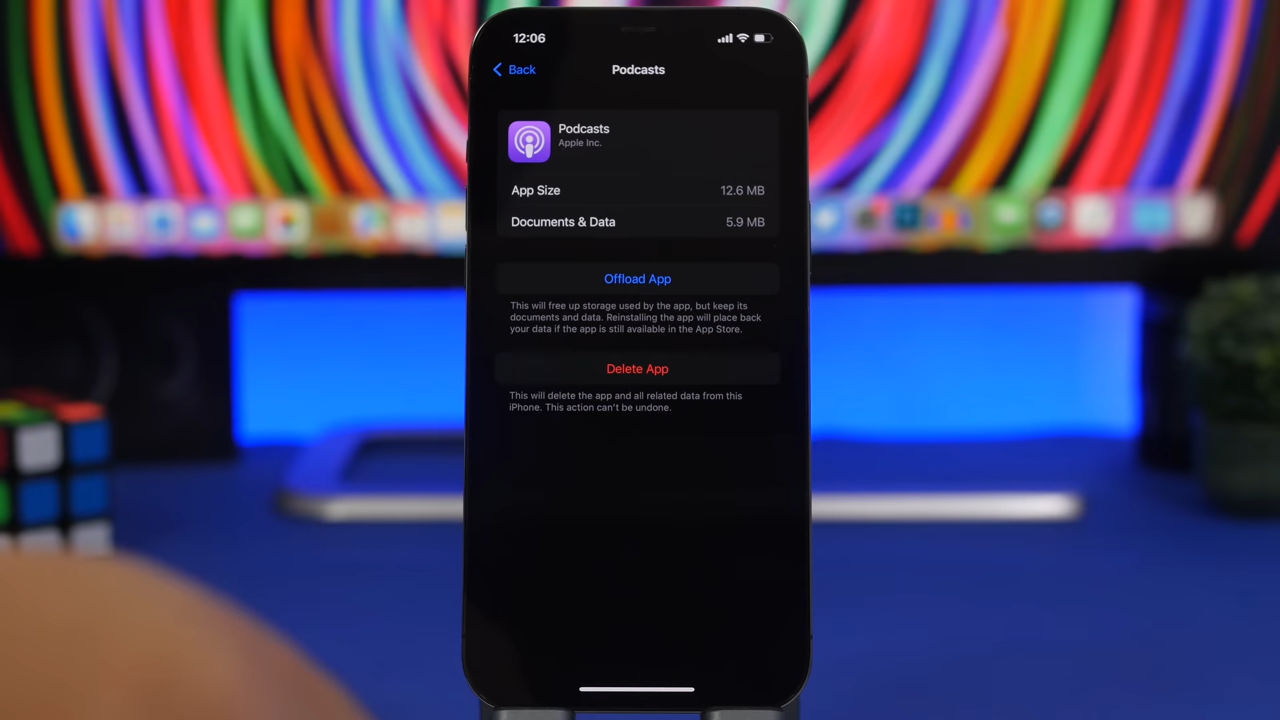 12:06
Back
Podcasts
Podcasts
Apple Inc.
App Size
12.6 MB
Documents & Data
5.9 MB
Offload App
This will free up storage used by the app, but keep its
documents and data. Reinstalling the app will place back
your data if the app is still available in the App Store.
Delete App
This will delete the app and all related data from this
iPhone. This action can't be undone.